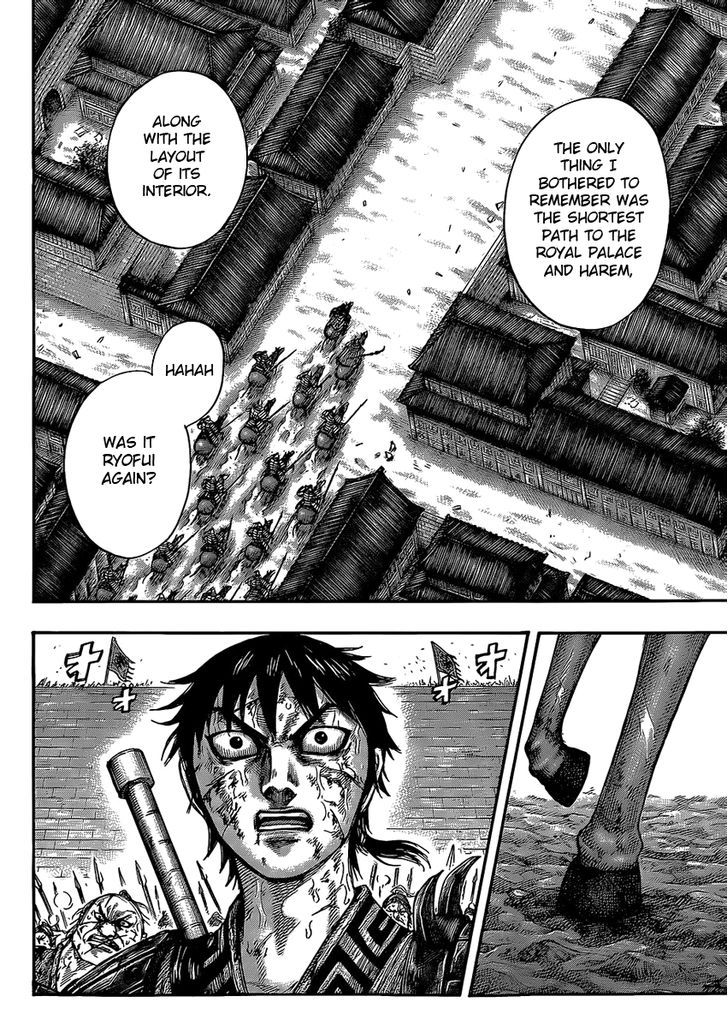 THE ONLY
THING I
BOTHERED TO
REMEMBER WAS
THE SHORTEST
PATH TO THE
ROYAL PALACE
AND HAREM,
ALONG
WITH THE
LAYOUT
OF ITS
INTERIOR.
HAHAH
WAS IT
RYOFUI
AGAIN?
オ
オ
オ
オ